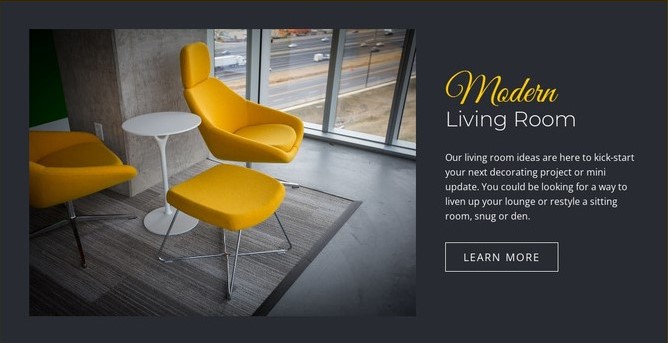 Modern
Living Room
Our living room ideas are here to kick-start
your next decorating project or mini
update. You could be looking for a way to
liven up your lounge or restyle a sitting
room, snug or den.
LEARN MORE